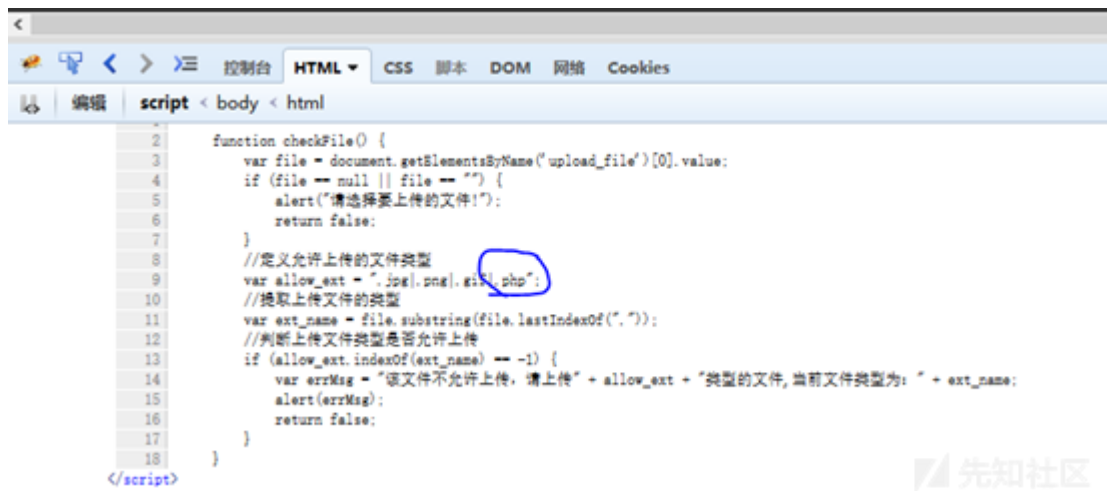 控制台 HTML CSS 脚本 DOM 网络 Cookies
编辑 script < body < html
2 function checkFile() {
3 var file = document.getElementsByName('upload_file')[0].value;
4 if (file == null || file == "") {
5 alert("请选择要上传的文件!");
6 return false;
7 }
8 //定义允许上传的文件类型
9 var allow_ext = ".jpg|.png|.gif|.php";
10 //提取上传文件的类型
11 var ext_name = file.substring(file.lastIndexOf("."));
12 //判断上传文件类型是否允许上传
13 if (allow_ext.indexOf(ext_name) == -1) {
14 var errMsg = "该文件不允许上传，请上传" + allow_ext + "类型的文件,当前文件类型为：" + ext_name;
15 alert(errMsg);
16 return false;
17 }
18 }
</script>
先知社区